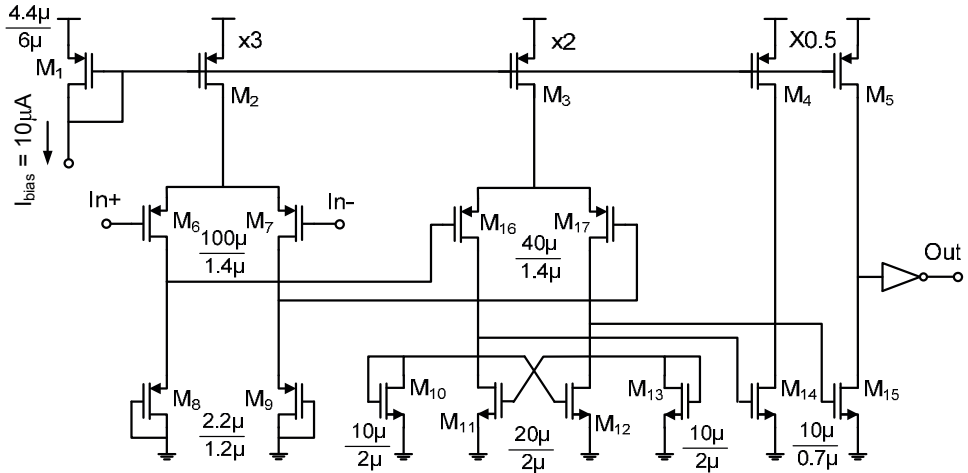 4.4µ
6µ
x3
x2
X0.5
M1
M2
M3
M4
M5
Ibias = 10µA
In+
In-
M6
M7
M16
M17
100µ
1.4µ
40µ
1.4µ
Out
M8
M9
M10
M11
M12
M13
M14
M15
2.2µ
1.2µ
10µ
2µ
20µ
2µ
10µ
2µ
10µ
0.7µ